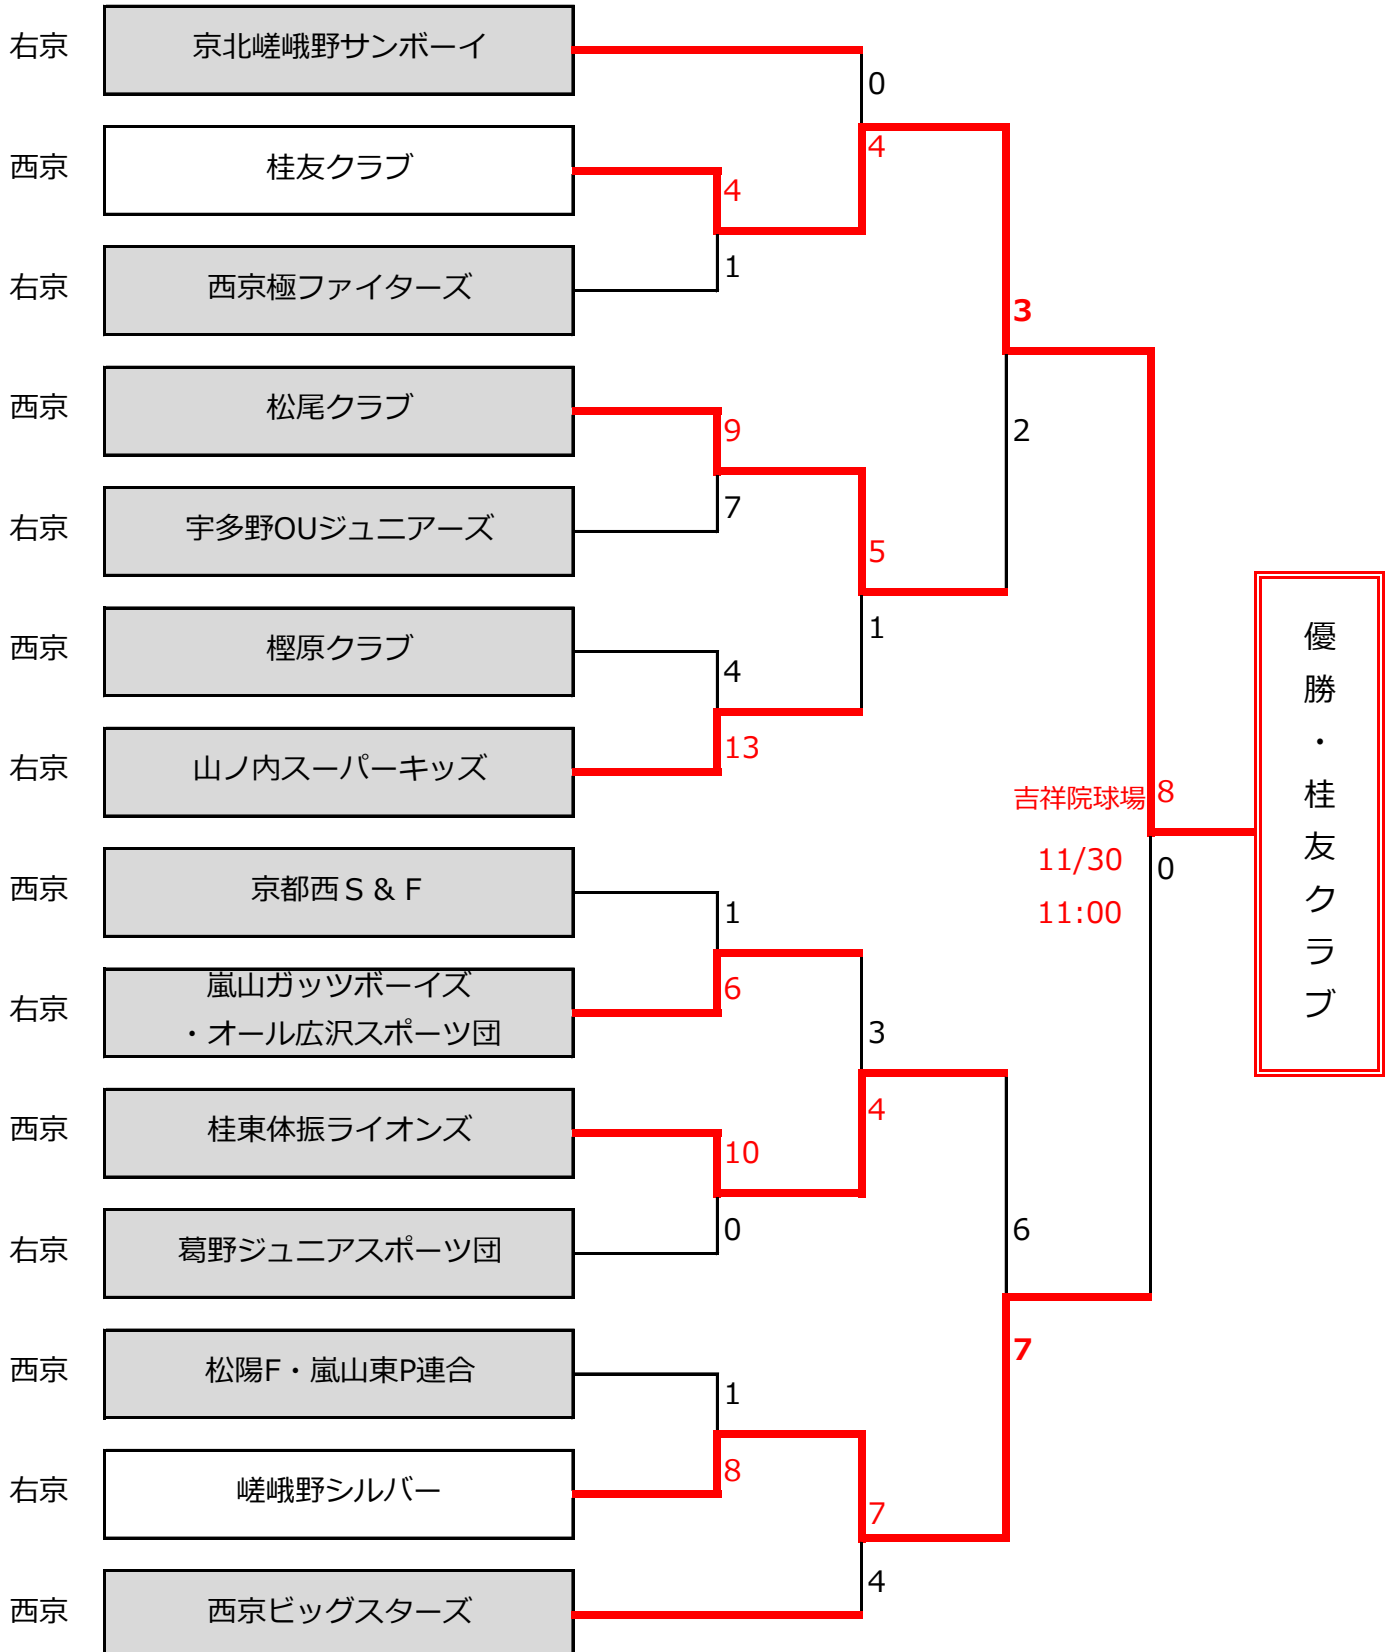 右京 京北嵯峨野サンボーイ
0
西京 桂友クラブ
4
4
1
右京 西京極ファイターズ
3
西京 松尾クラブ
9
2
7
右京 宇多野OUジュニアーズ
5
1
西京 樫原クラブ
4
13
右京 山ノ内スーパーキッズ
吉祥院球場 8
11/30
0
11:00
優勝・桂友クラブ
西京 京都西S & F
1
6
右京 嵐山ガッツボーイズ
・オール広沢スポーツ団
3
4
西京 桂東体振ライオンズ
10
0
6
右京 葛野ジュニアスポーツ団
7
西京 松陽F・嵐山東P連合
1
8
右京 嵯峨野シルバー
7
4
西京 西京ビッグスターズ